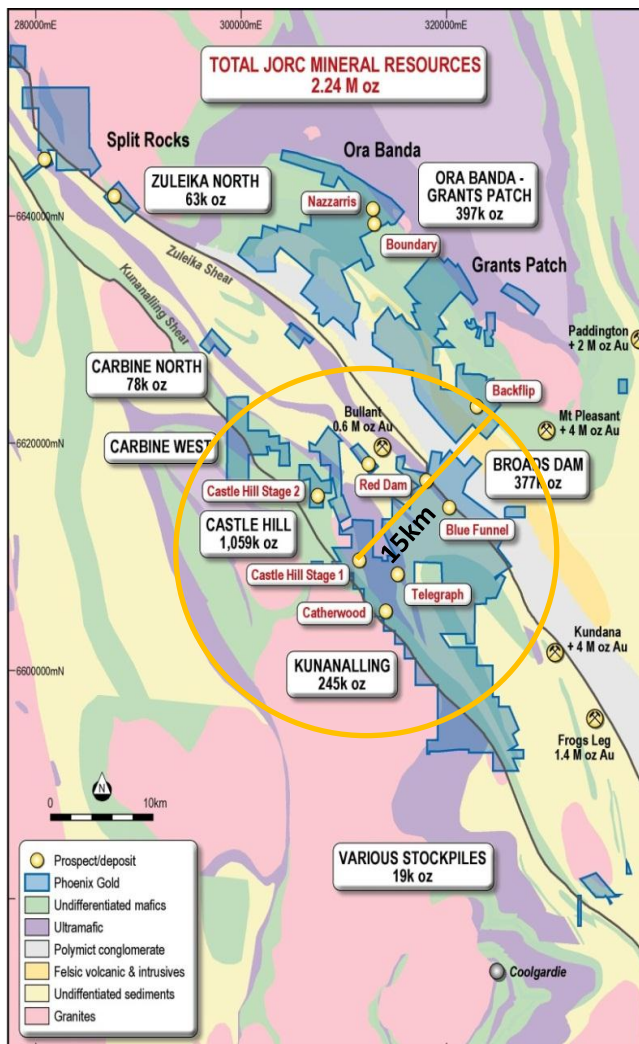 280000mE
300000mE
320000mE
TOTAL JORC MINERAL RESOURCES
2.24 M oz
Split Rocks
Ora Banda
ZULEIKA NORTH
63k oz
ORA BANDA -
GRANTS PATCH
397k oz
Nazzarris
6640000mN
Boundary
Zuleika Shear
Grants Patch
Kunanalling Shear
Paddington
+ 2 M oz Au
CARBINE NORTH
78k oz
Backflip
Bullant
0.6 M oz Au
Mt Pleasant
+ 4 M oz Au
6620000mN
CARBINE WEST
BROADS DAM
377k oz
Red Dam
Castle Hill Stage 2
Blue Funnel
CASTLE HILL
1,059k oz
15km
Castle Hill Stage 1
Telegraph
Catherwood
Kundana
+ 4 M oz Au
6600000mN
KUNANALLING
245k oz
Frogs Leg
1.4 M oz Au
N
0
10km
VARIOUS STOCKPILES
19k oz
Prospect/deposit
Phoenix Gold
Undifferentiated mafics
Ultramafic
Polymict conglomerate
Felsic volcanic & intrusives
Undiffentiated sediments
Granites
Coolgardie